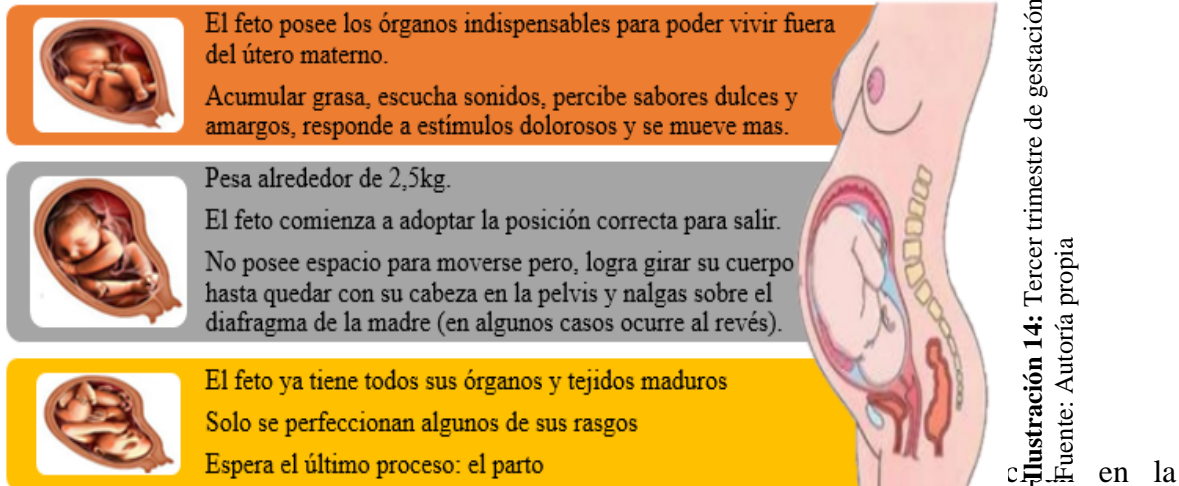 El feto posee los órganos indispensables para poder vivir fuera
del útero materno.
Acumular grasa, escucha sonidos, percibe sabores dulces y
amargos, responde a estímulos dolorosos y se mueve mas.
Pesa alrededor de 2,5kg.
El feto comienza a adoptar la posición correcta para salir.
No posee espacio para moverse pero, logra girar su cuerpo
hasta quedar con su cabeza en la pelvis y nalgas sobre el
diafragma de la madre (en algunos casos ocurre al revés).
El feto ya tiene todos sus órganos y tejidos maduros
Solo se perfeccionan algunos de sus rasgos
Espera el último proceso: el parto
Ilustración 14: Tercer trimestre de gestación
Fuente: Autoría propia
en la